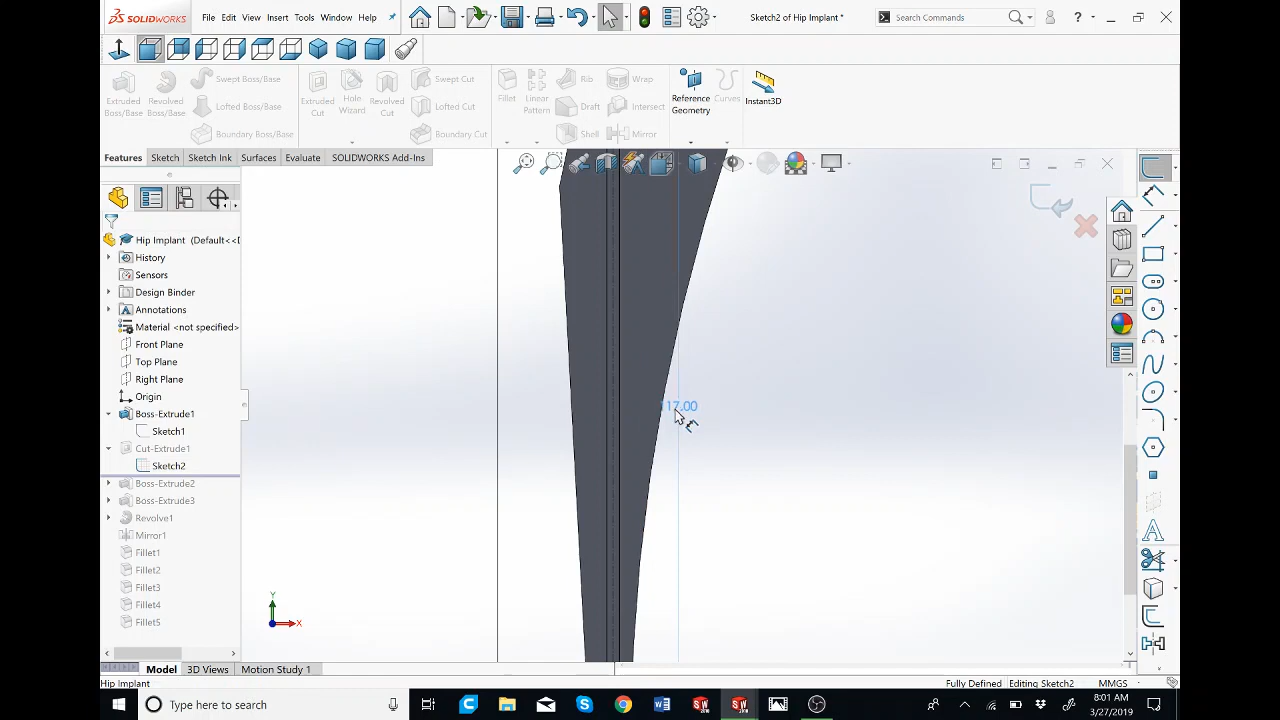 SOLIDWORKS File Edit View Insert Tools Window Help Sketch2 of Hip Implant * Search Commands ?
Extruded Boss/Base
Revolved Boss/Base
Swept Boss/Base
Lofted Boss/Base
Boundary Boss/Base
Extruded Cut
Hole Wizard
Revolved Cut
Swept Cut
Lofted Cut
Boundary Cut
Fillet
Linear Pattern
Rib
Draft
Shell
Wrap
Intersect
Mirror
Reference Geometry
Curves
Instant3D
Features Sketch Sketch Ink Surfaces Evaluate SOLIDWORKS Add-Ins
Hip Implant (Default<<D
History
Sensors
Design Binder
Annotations
Material <not specified>
Front Plane
Top Plane
Right Plane
Origin
Boss-Extrude1
Sketch1
Cut-Extrude1
Sketch2
Boss-Extrude2
Boss-Extrude3
Revolve1
Mirror1
Fillet1
Fillet2
Fillet3
Fillet4
Fillet5
117.00
Y
X
Model 3D Views Motion Study 1
Hip Implant Fully Defined Editing Sketch2 MMGS
Type here to search
8:01 AM
3/27/2019